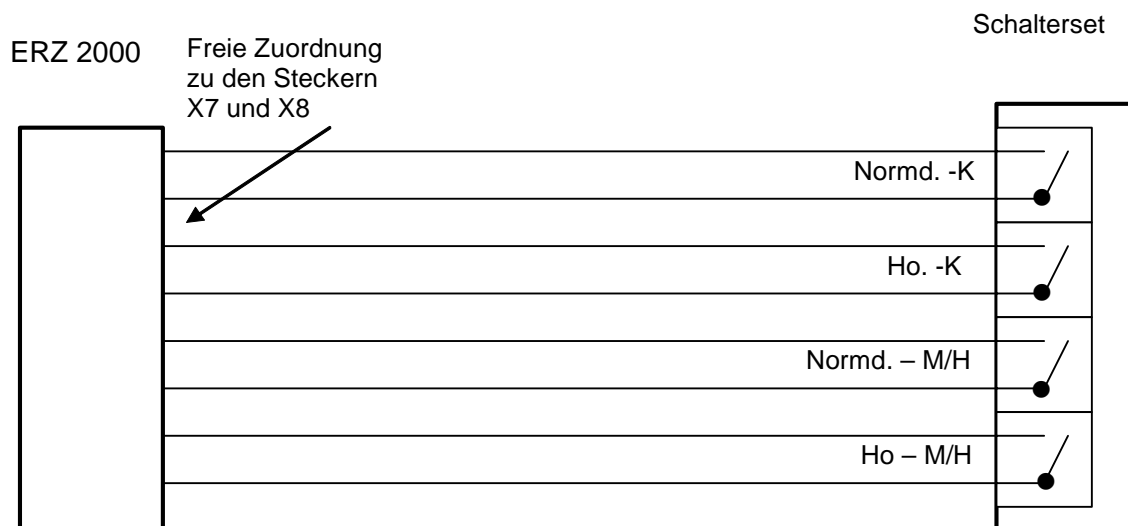 Schalterset
ERZ 2000
Freie Zuordnung
zu den Steckern
X7 und X8
Normd. -K
Ho. -K
Normd. – M/H
Ho – M/H